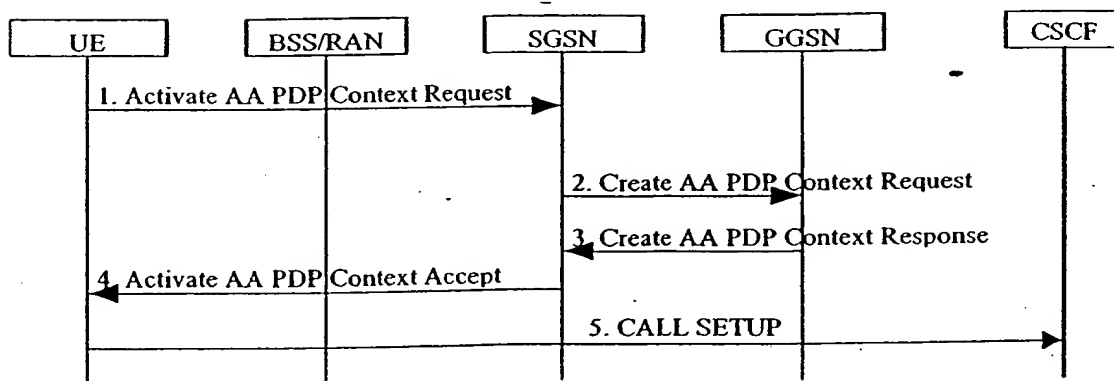 UE
BSS/RAN
SGSN
GGSN
CSCF
1. Activate AA PDP Context Request
2. Create AA PDP Context Request
3. Create AA PDP Context Response
4. Activate AA PDP Context Accept
5. CALL SETUP